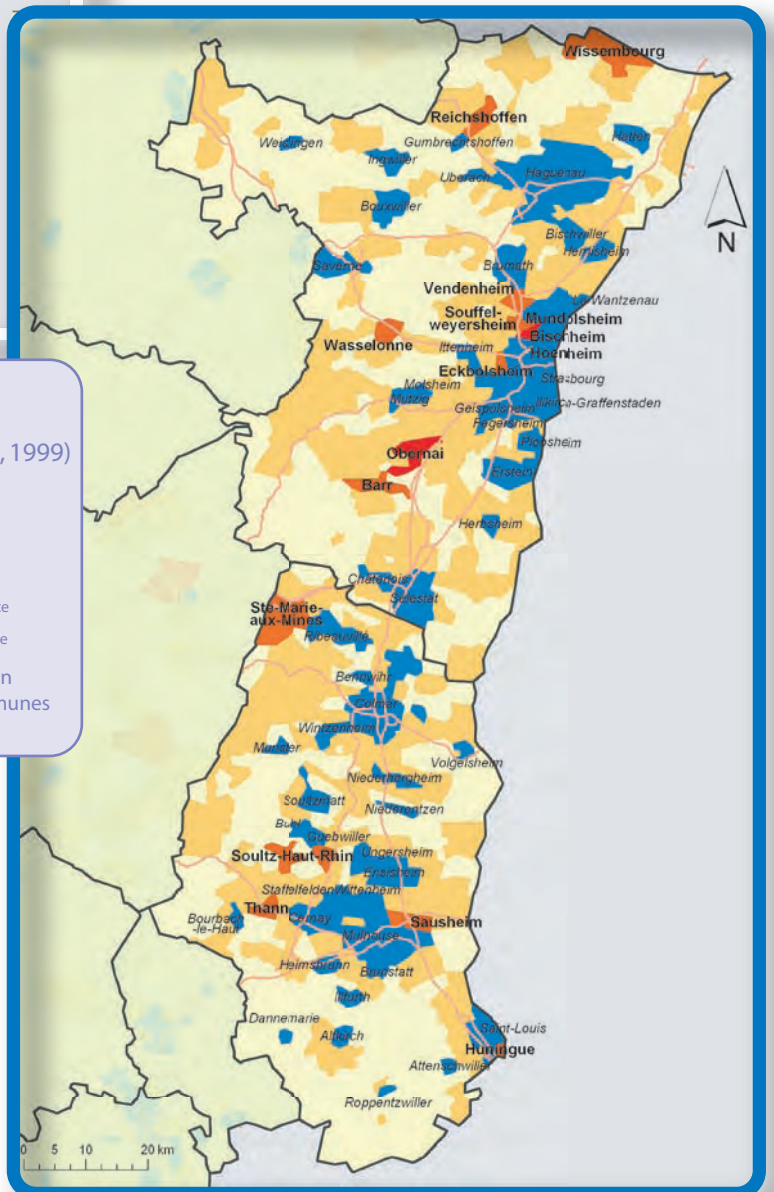 Wissembourg
Reichshoffen
Gumbrechtshoffen
Hatten
Weislingen
Ingwiller
Uberach
Haguenau
Bouxwiller
Bischwiller
Herrlisheim
N
Saverne
Brumath
Vendenheim
La Wantzenau
Souffel-
weyersheim
Mundolsheim
Wasselonne
Ittenheim
Bischheim
Hoenheim
Eckbolsheim
, 1999)
Strasbourg
Molsheim
Mutzig
Geispolsheim
Illkirch-Graffenstaden
Fegersheim
Plobsheim
Obernai
Erstein
Barr
Herbsheim
Châtenois
Sélestat
ce
Ste-Marie-
aux-Mines
Ribeauvillé
e
n
Bennwihr
munes
Colmar
Wintzenheim
Munster
Volgelsheim
Niederhergheim
Soultzmatt
Niederentzen
Buhl
Guebwiller
Soultz-Haut-Rhin
Ungersheim
Ensisheim
Staffelfelden
Wittenheim
Thann
Cernay
Bourbach
-le-Haut
Sausheim
Mulhouse
Heimsbrunn
Brunstatt
Illfurth
Dannemarie
Saint-Louis
Altkirch
Huningue
Attenschwiller
Roppentzwiller
0 5 10 20 km